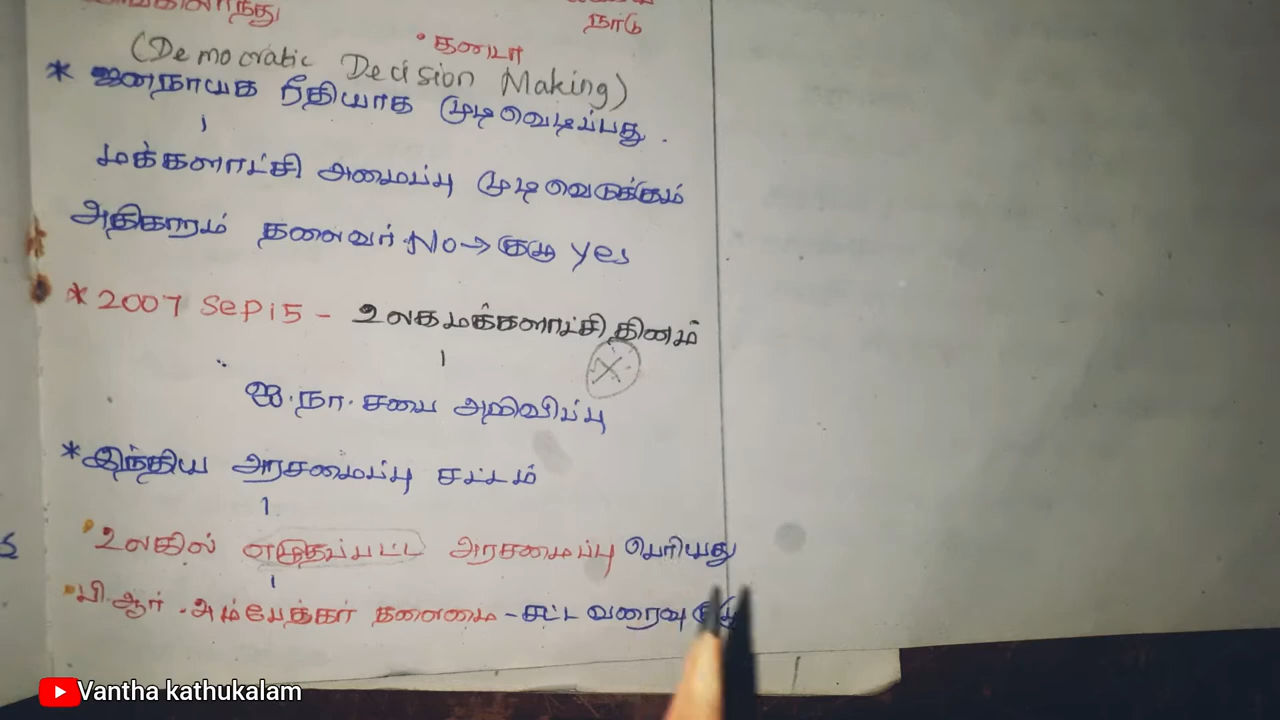 நாடு
• கனடா
(Democratic Decision Making)
* ஜனநாயக ரீதியாக முடிவெடிப்பது.
மக்களாட்சி அமைப்பு முடிவெடுக்கும்
அதிகாரம் தலைவர் No → குழு yes
* 2007 Sep 15 - உலக மக்களாட்சி தினம்
ஐ.நா. சபை அறிவிப்பு
* இந்திய அரசமைப்பு சட்டம்
• உலகில் எழுதப்பட்ட அரசமைப்பு பெரியது
• பி.ஆர். அம்பேத்கர் தலைமை - சட்ட வரைவு குழு
Vantha kathukalam